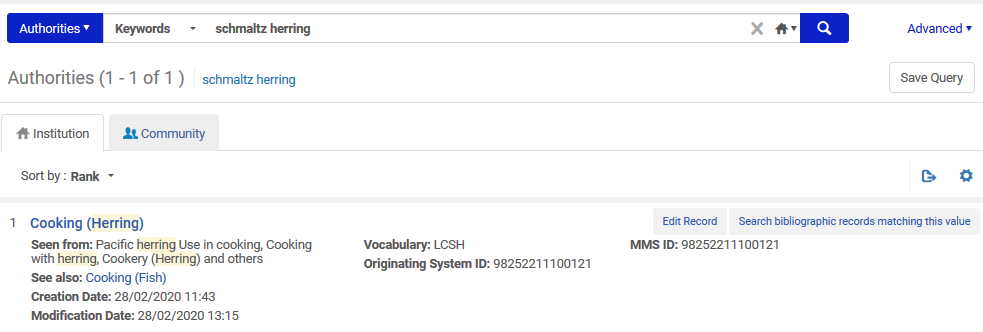 Authorities Keywords schmaltz herring Advanced
Authorities (1 - 1 of 1 ) schmaltz herring Save Query
Institution Community
Sort by : Rank
1 Cooking (Herring) Edit Record Search bibliographic records matching this value
Seen from: Pacific herring Use in cooking, Cooking Vocabulary: LCSH MMS ID: 98252211100121
with herring, Cookery (Herring) and others Originating System ID: 98252211100121
See also: Cooking (Fish)
Creation Date: 28/02/2020 11:43
Modification Date: 28/02/2020 13:15